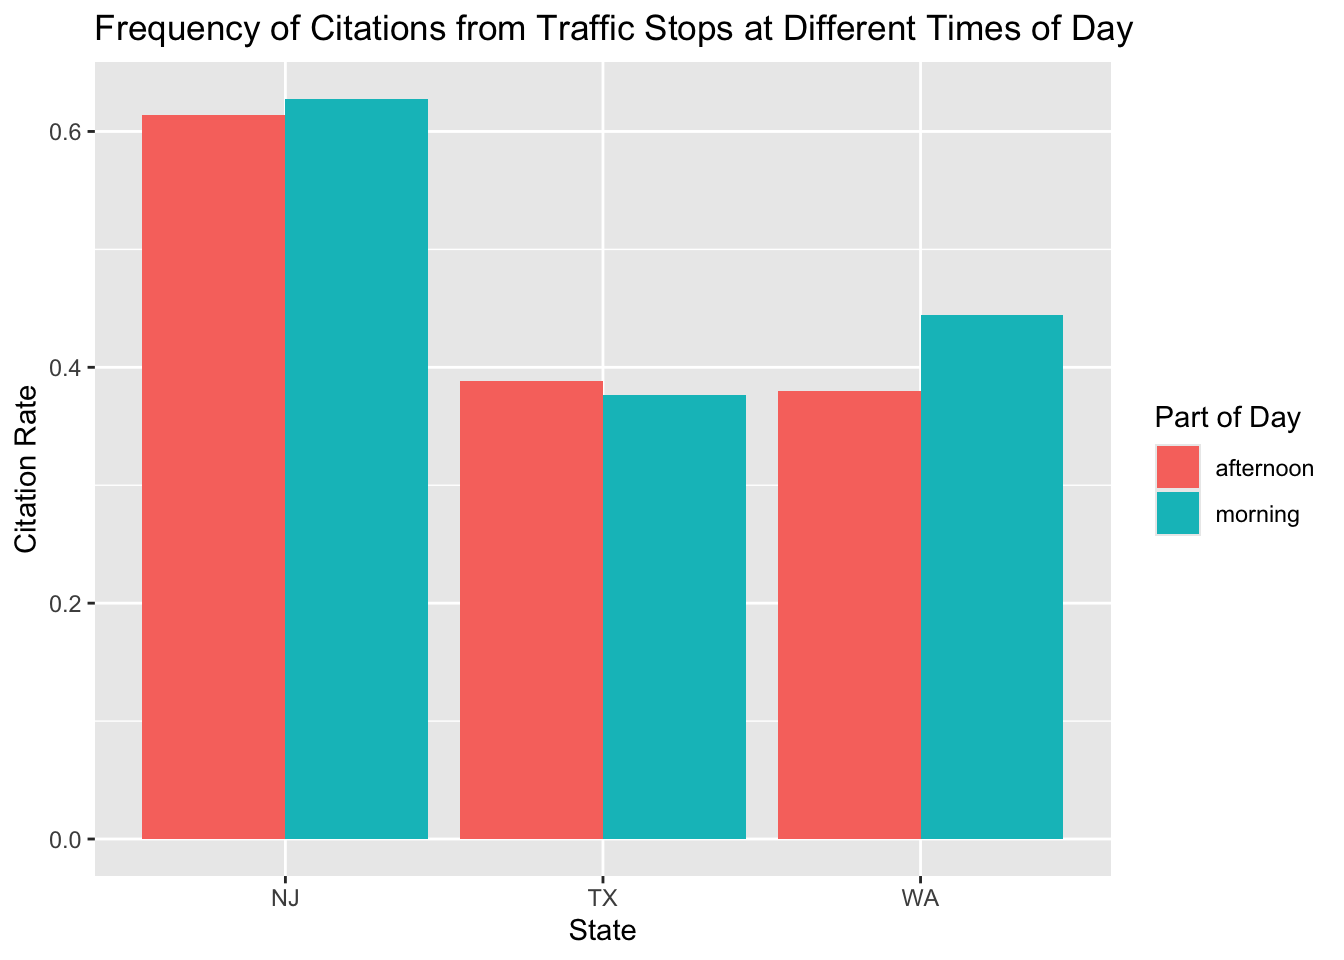 Frequency of Citations from Traffic Stops at Different Times of Day
Citation Rate
0.6
0.4
0.2
0.0
NJ
TX
WA
State
Part of Day
afternoon
morning